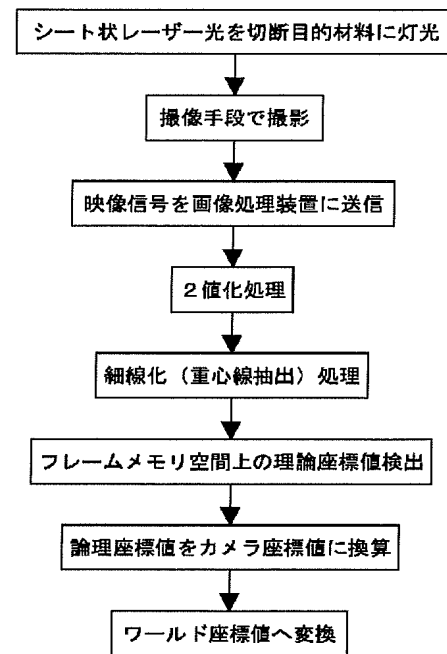 シート状レーザー光を切断目的材料に灯光
撮像手段で撮影
映像信号を画像処理装置に送信
２値化処理
細線化（重心線抽出）処理
フレームメモリ空間上の理論座標値検出
論理座標値をカメラ座標値に換算
ワールド座標値へ変換